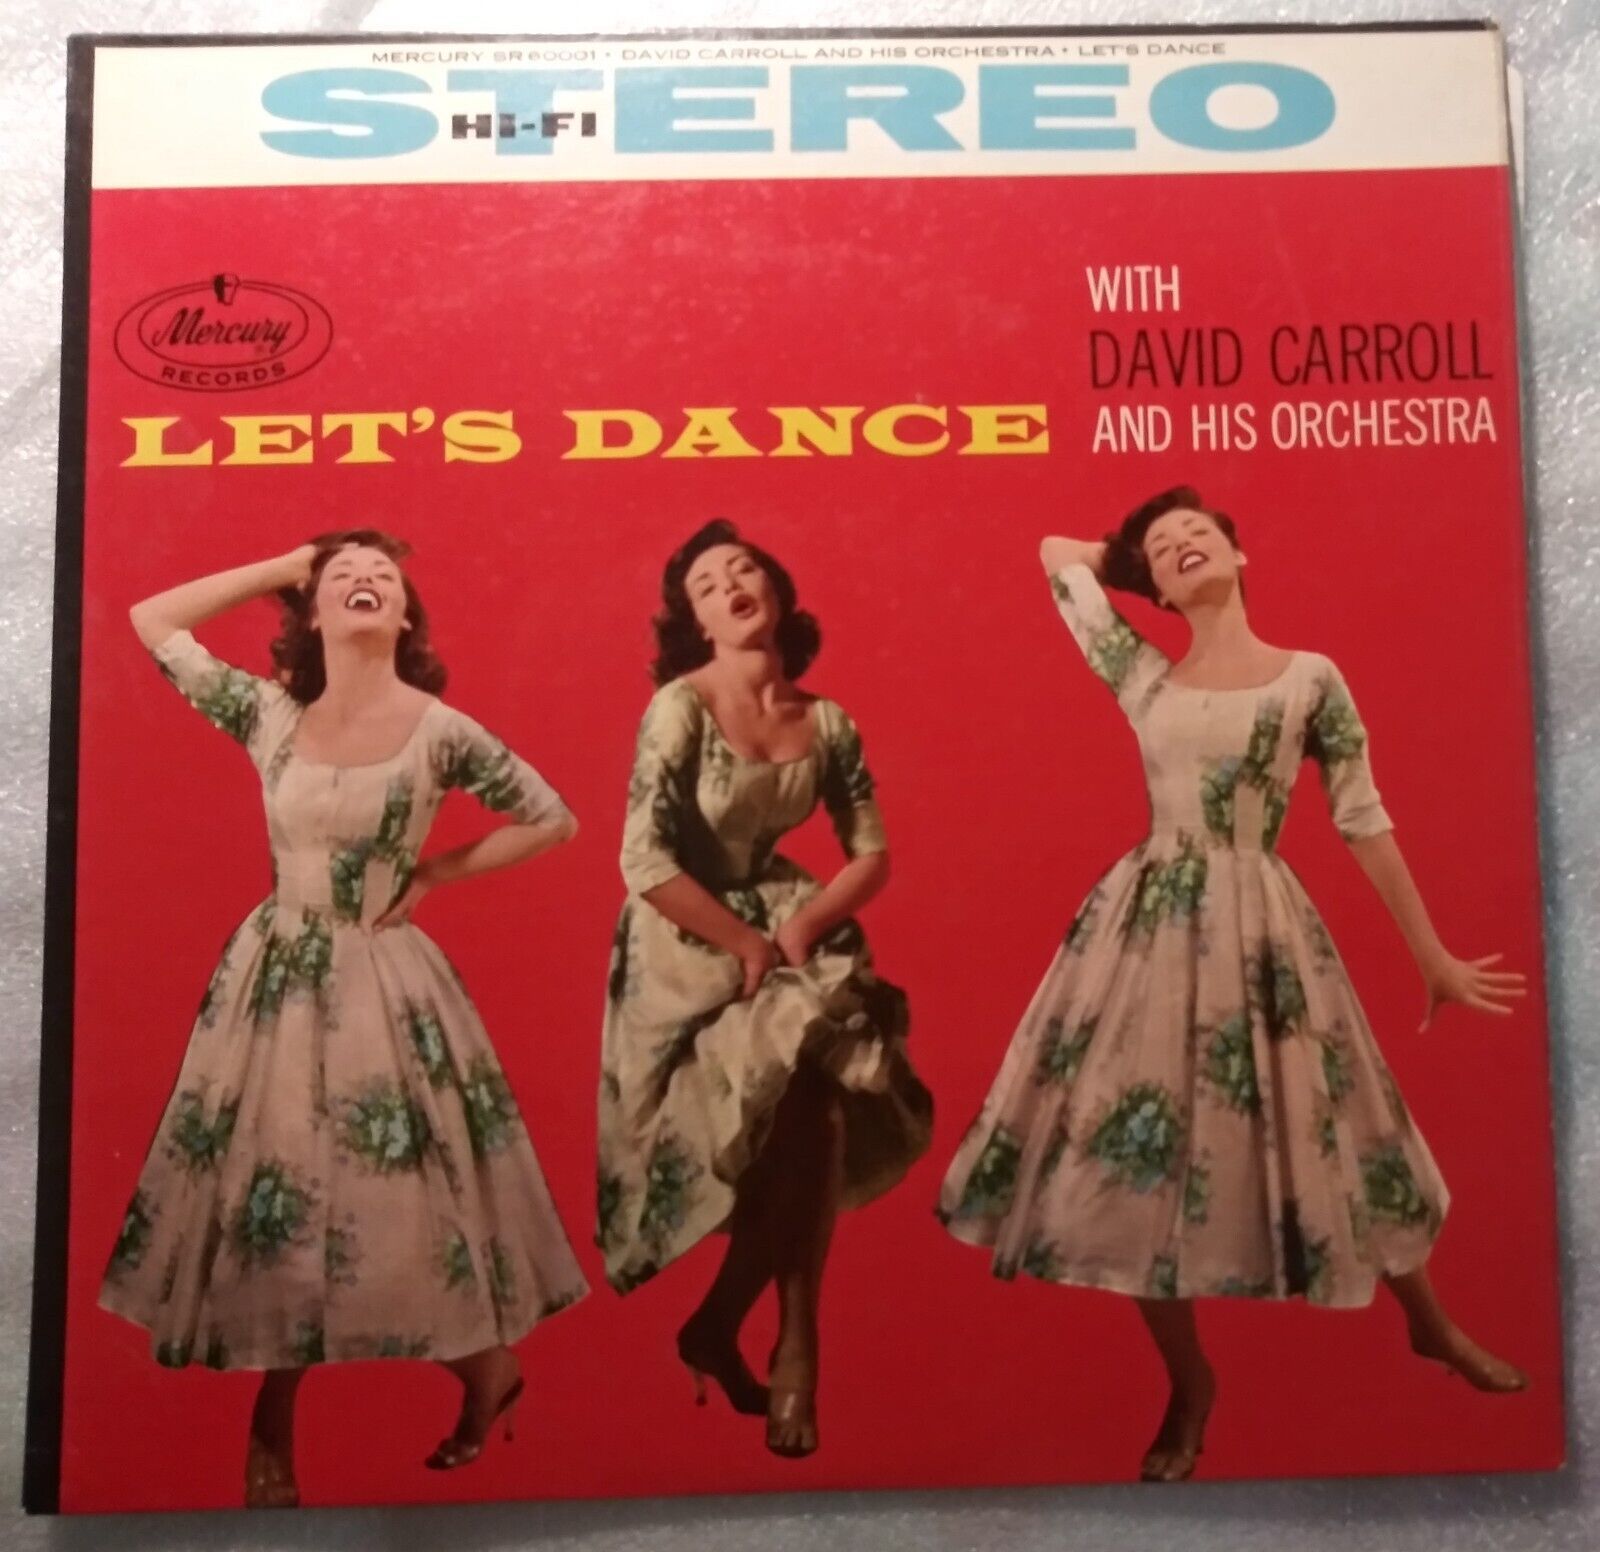 MERCURY SR 60001 • DAVID CARROLL AND HIS ORCHESTRA • LET'S DANCE
STEREO
HI-FI
Mercury
RECORDS
LET'S DANCE
WITH
DAVID CARROLL
AND HIS ORCHESTRA